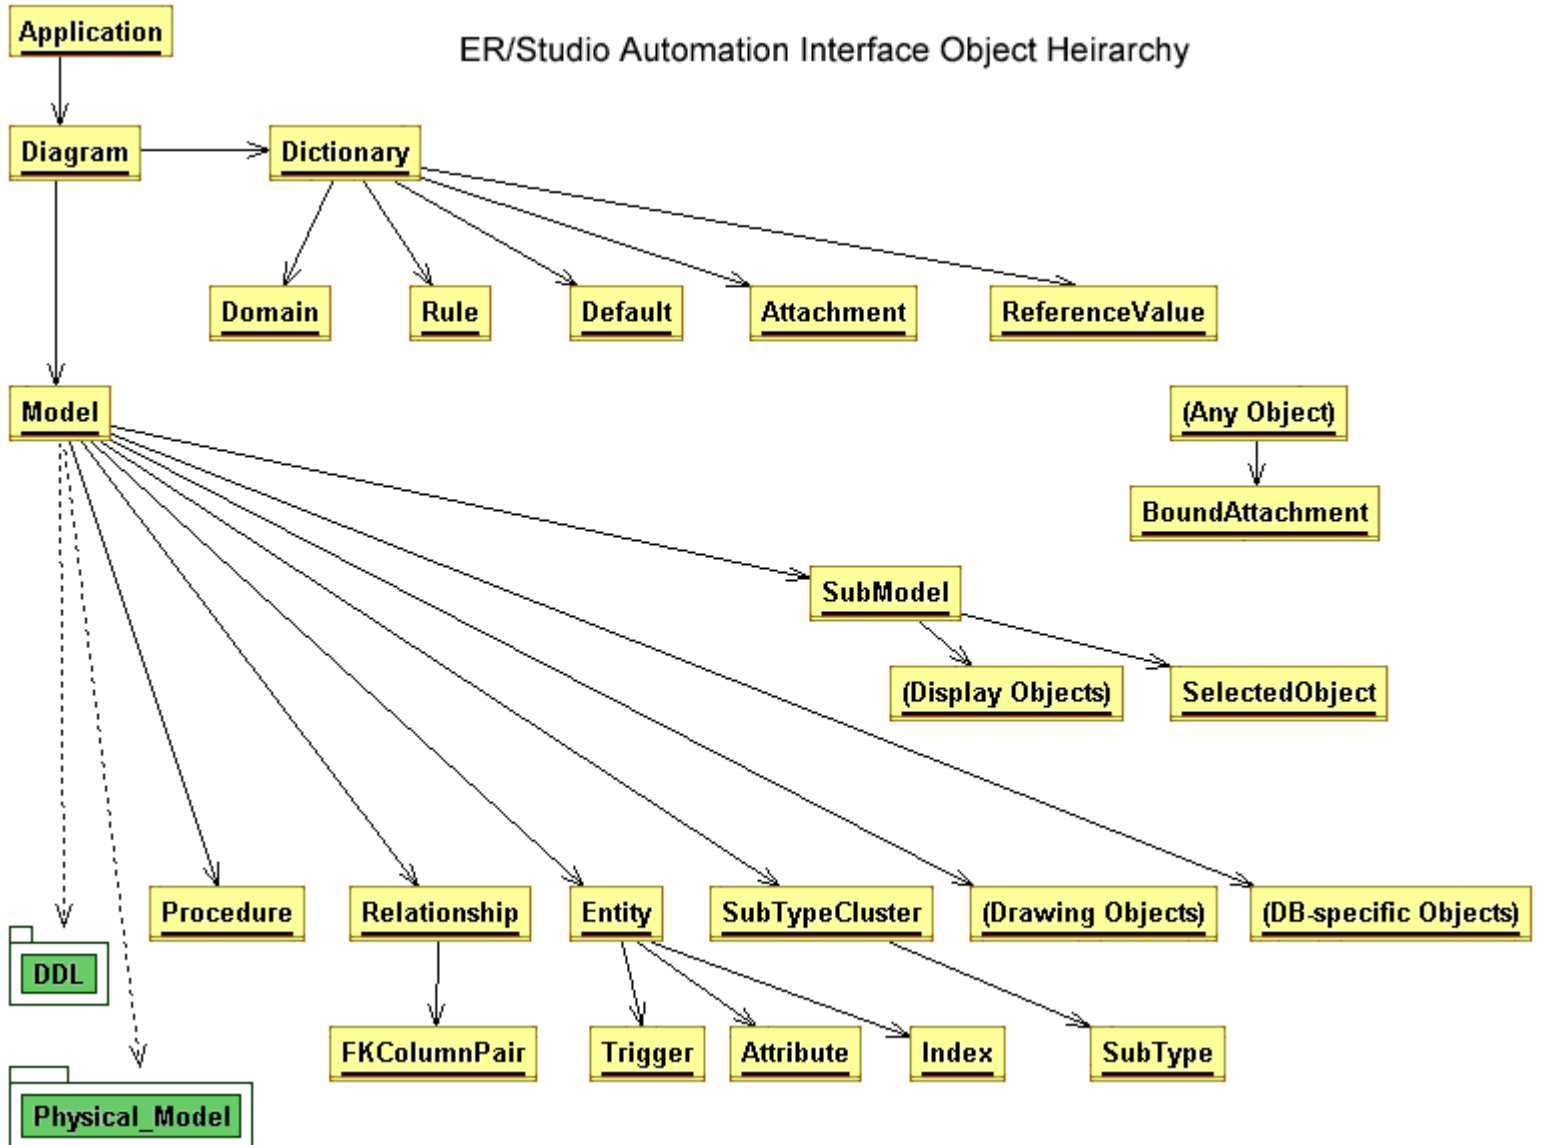 Application
ER/Studio Automation Interface Object Heirarchy
Diagram
Dictionary
Domain
Rule
Default
Attachment
ReferenceValue
Model
(Any Object)
BoundAttachment
SubModel
(Display Objects)
SelectedObject
Procedure
Relationship
Entity
SubTypeCluster
(Drawing Objects)
(DB-specific Objects)
DDL
FKColumnPair
Trigger
Attribute
Index
SubType
Physical_Model